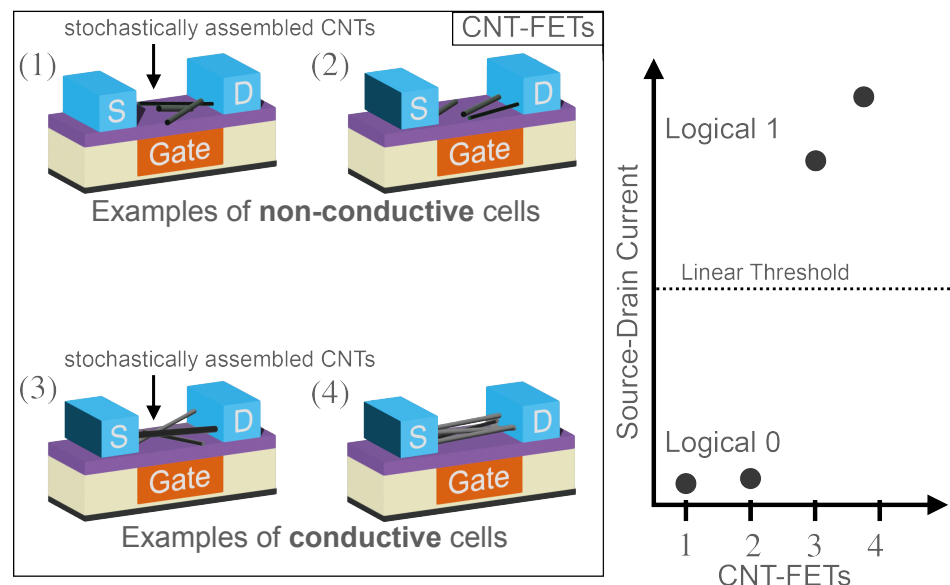 CNT-FETs
stochastically assembled CNTs
(1)
(2)
S
D
Gate
S
D
Gate
Examples of non-conductive cells
stochastically assembled CNTs
(3)
(4)
S
D
Gate
S
D
Gate
Examples of conductive cells
Source-Drain Current
Logical 1
Linear Threshold
Logical 0
1 2 3 4
CNT-FETs